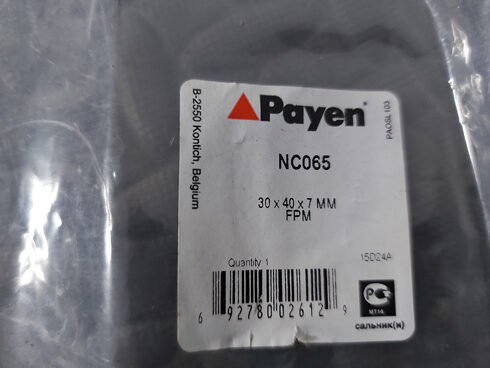 Payen®
NC065
30 x 40 x 7 MM
FPM
Quantity 1
15D24A
6 92780 02612 9
сальник(и)
B-2550 Kontich, Belgium
PAOSL103